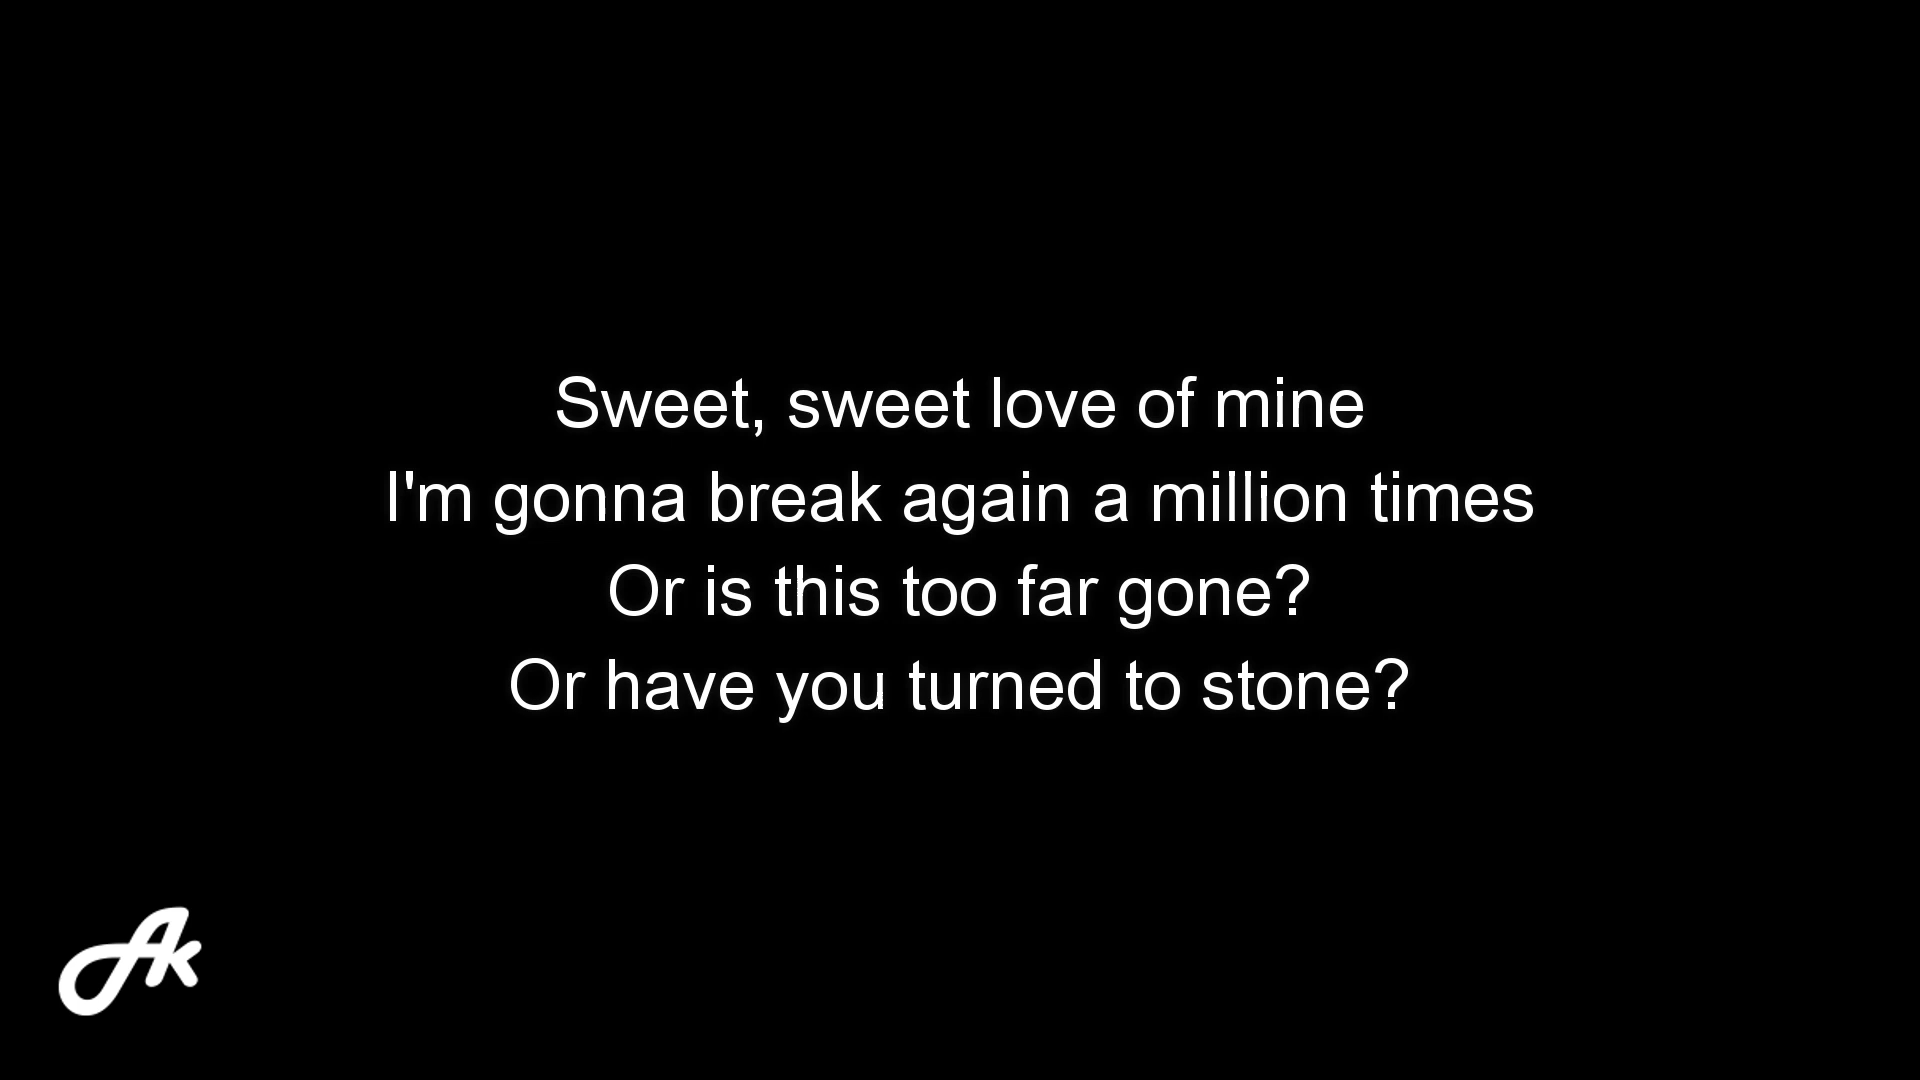 Sweet, sweet love of mine
I'm gonna break again a million times
Or is this too far gone?
Or have you turned to stone?
Ak